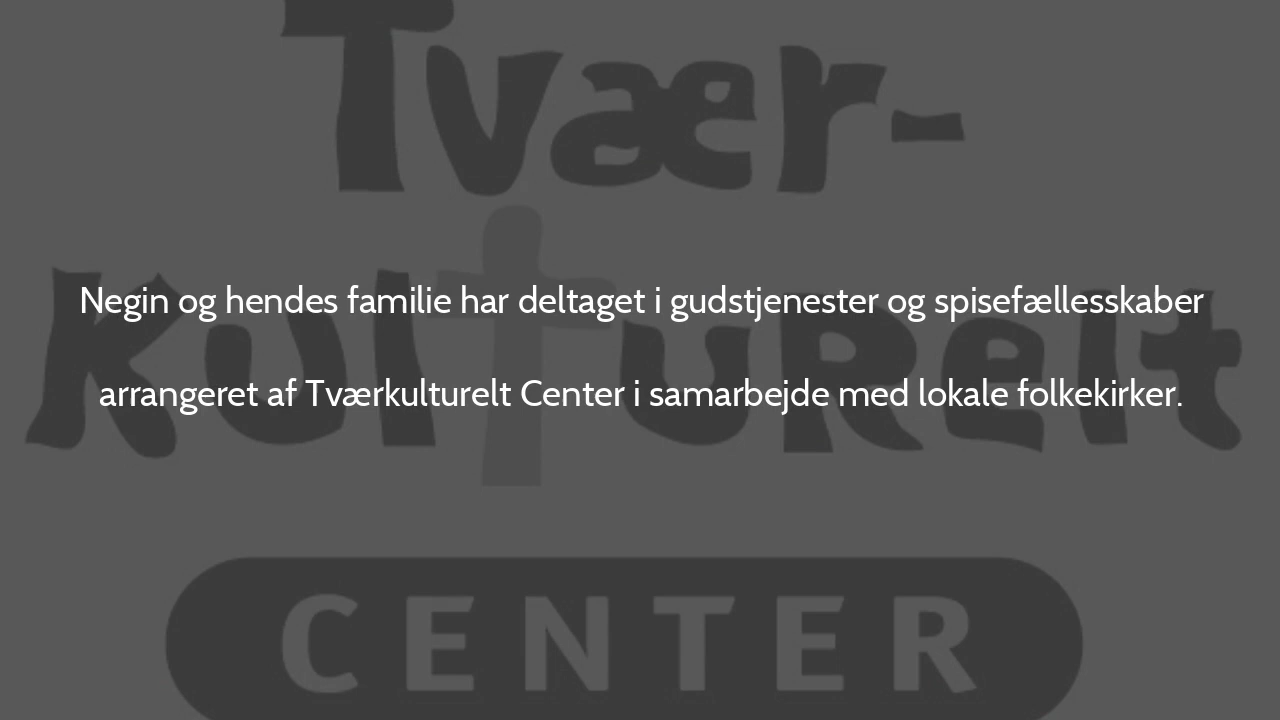 Tvær-
Kulturelt
Negin og hendes familie har deltaget i gudstjenester og spisefællesskaber
arrangeret af Tværkulturelt Center i samarbejde med lokale folkekirker.
CENTER